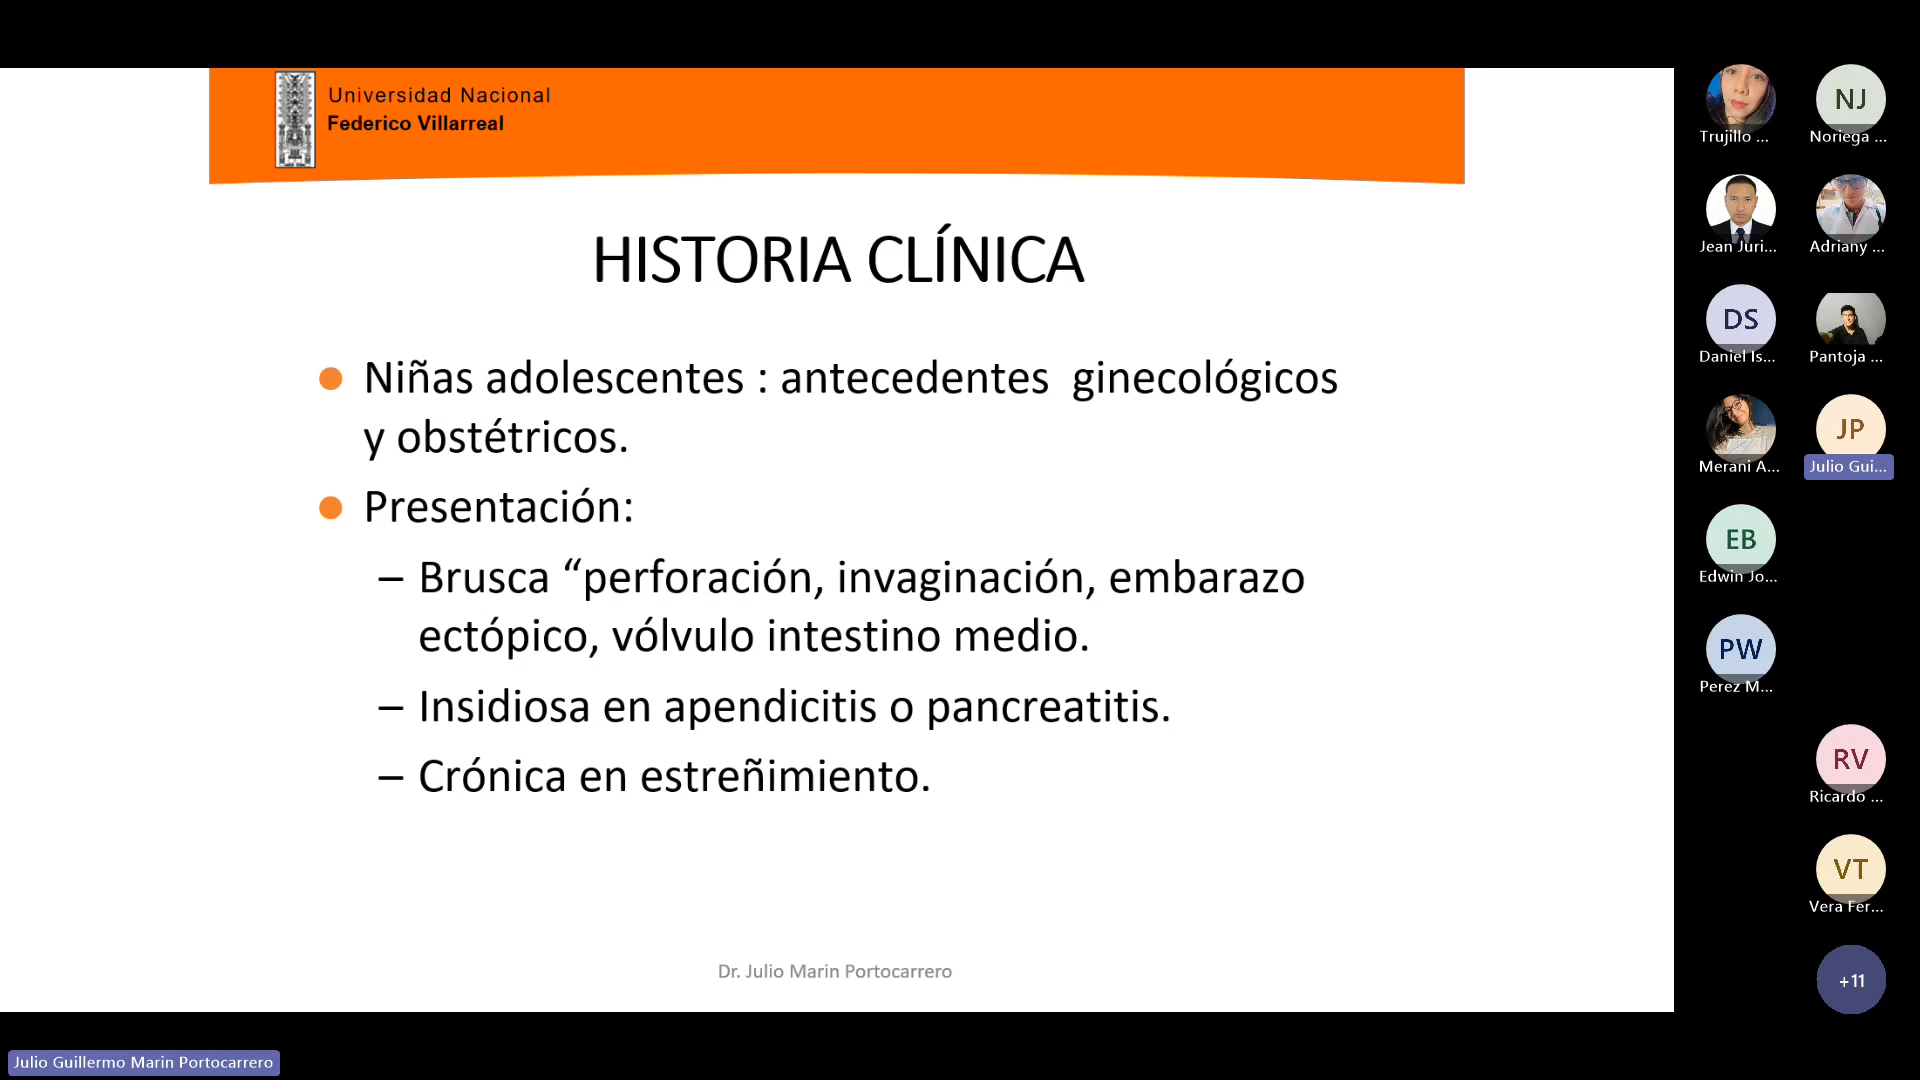 Universidad Nacional
Federico Villarreal
HISTORIA CLÍNICA
Niñas adolescentes : antecedentes ginecológicos
y obstétricos.
Presentación:
– Brusca “perforación, invaginación, embarazo
ectópico, vólvulo intestino medio.
– Insidiosa en apendicitis o pancreatitis.
– Crónica en estreñimiento.
Dr. Julio Marin Portocarrero
Trujillo ...
NJ
Noriega ...
Jean Juri...
Adriany ...
DS
Daniel Is...
Pantoja ...
Merani A...
JP
Julio Gui...
EB
Edwin Jo...
PW
Perez M...
RV
Ricardo ...
VT
Vera Fer...
+11
Julio Guillermo Marin Portocarrero